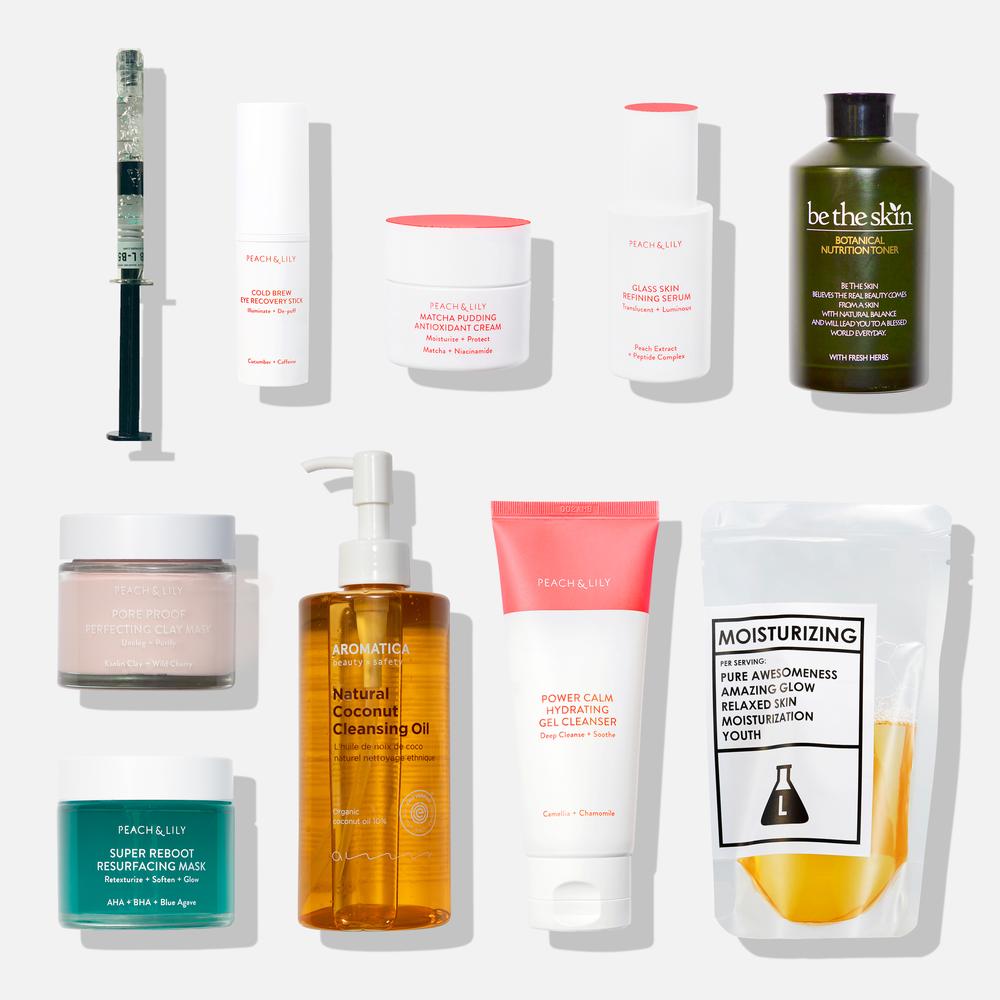 B L-BS
PEACH & LILY
COLD BREW
EYE RECOVERY STICK
Illuminate + De-puff
Cucumber + Caffeine
PEACH & LILY
MATCHA PUDDING
ANTIOXIDANT CREAM
Moisturize + Protect
Matcha + Niacinamide
PEACH & LILY
GLASS SKIN
REFINING SERUM
Translucent + Luminous
Peach Extract
+ Peptide Complex
be the skin
BOTANICAL
NUTRITION TONER
BE THE SKIN
BELIEVES THE REAL BEAUTY COMES
FROM A SKIN
WITH NATURAL BALANCE
AND WILL LEAD YOU TO A BLESSED
WORLD EVERYDAY.
WITH FRESH HERBS
PEACH & LILY
PORE PROOF
PERFECTING CLAY MASK
Unclog + Purify
Kaolin Clay + Wild Cherry
AROMATICA
beauty + safety
Natural
Coconut
Cleansing Oil
L'huile de noix de coco
naturel nettoyage ethnique
Organic
coconut oil 10%
PEACH & LILY
POWER CALM
HYDRATING
GEL CLEANSER
Deep Cleanse + Soothe
Camellia + Chamomile
MOISTURIZING
PER SERVING:
PURE AWESOMENESS
AMAZING GLOW
RELAXED SKIN
MOISTURIZATION
YOUTH
L
PEACH & LILY
SUPER REBOOT
RESURFACING MASK
Retexturize + Soften + Glow
AHA + BHA + Blue Agave